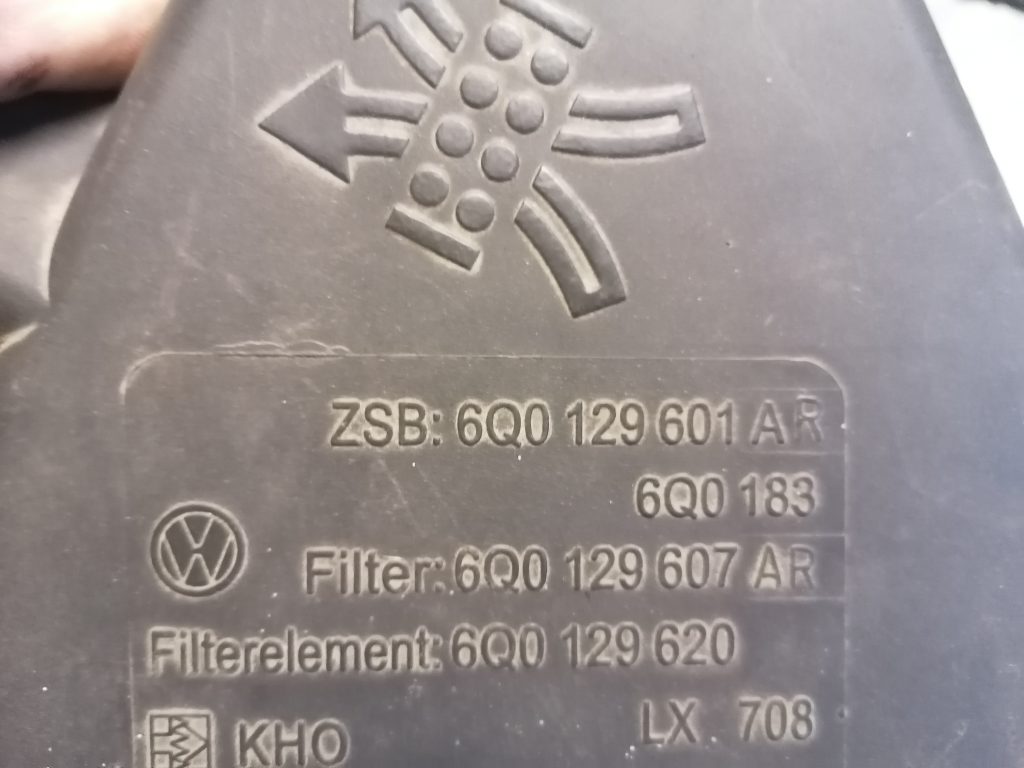 ZSB: 6Q0 129 601 AR
6Q0 183
Filter: 6Q0 129 607 AR
Filterelement: 6Q0 129 620
KHO LX 708